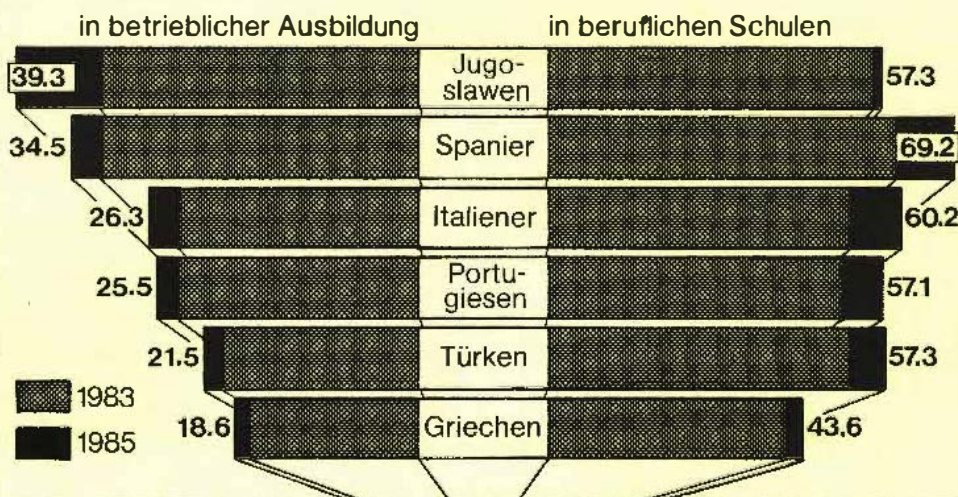 in betrieblicher Ausbildung in beruflichen Schulen
39.3 Jugo-
slawen 57.3
34.5 Spanier 69.2
26.3 Italiener 60.2
25.5 Portu-
giesen 57.1
21.5 Türken 57.3
1983
18.6 Griechen 43.6
1985